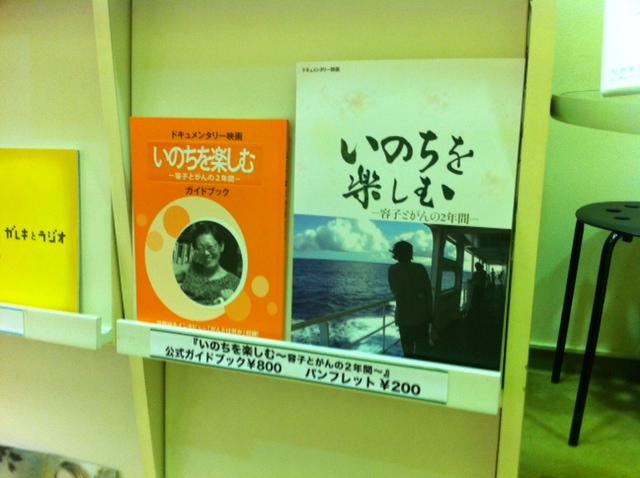 ガレキとラジオ
ドキュメンタリー映画
いのちを楽しむ
―容子とがんの2年間―
ガイドブック
ドキュメンタリー映画
いのちを
楽しむ
―容子とがんの2年間―
『いのちを楽しむ〜容子とがんの2年間〜』
公式ガイドブック¥800 パンフレット¥200